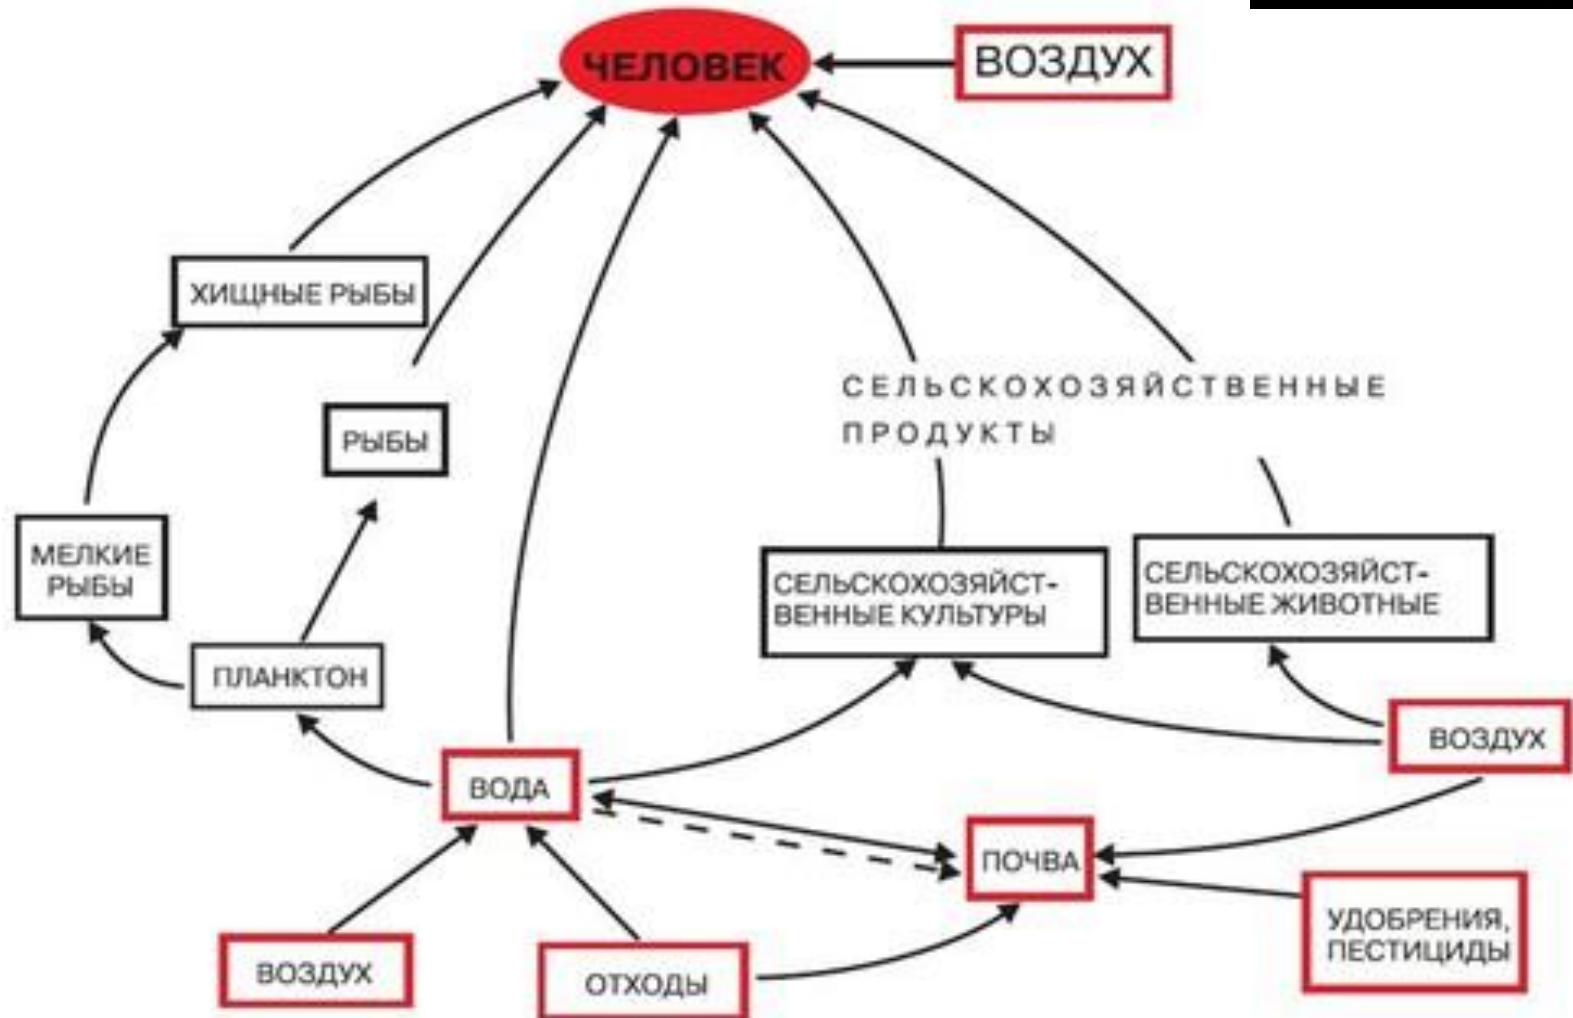 ЧЕЛОВЕК
ВОЗДУХ
ХИЩНЫЕ РЫБЫ
СЕЛЬСКОХОЗЯЙСТВЕННЫЕ
ПРОДУКТЫ
РЫБЫ
МЕЛКИЕ
РЫБЫ
СЕЛЬСКОХОЗЯЙСТ-
ВЕННЫЕ КУЛЬТУРЫ
СЕЛЬСКОХОЗЯЙСТ-
ВЕННЫЕ ЖИВОТНЫЕ
ПЛАНКТОН
ВОЗДУХ
ВОДА
ПОЧВА
УДОБРЕНИЯ,
ПЕСТИЦИДЫ
ВОЗДУХ
ОТХОДЫ